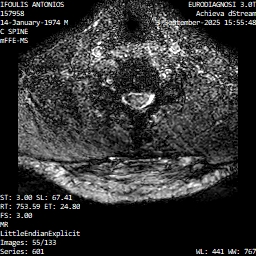 IFOULIS ANTONIOS
157958
14-January-1974 M
C SPINE
mFFE-MS
EURODIAGNOSI 3.0T
Achieva dStream
September-2025 15:55:48
ST: 3.00 SL: 67.41
RT: 753.59 ET: 24.80
FS: 3.00
MR
LittleEndianExplicit
Images: 55/133
Series: 601
WL: 441 WW: 767